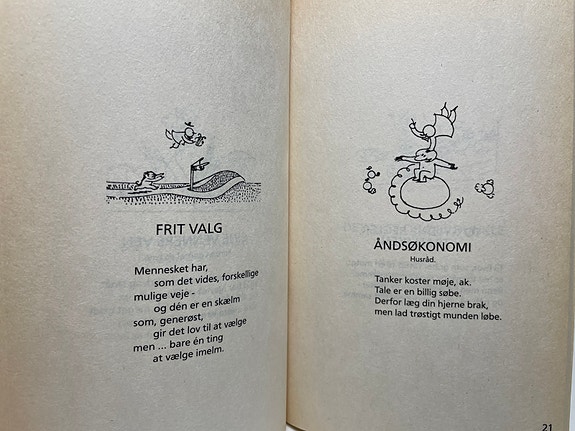 FRIT VALG
Mennesket har,
som det vides, forskellige
mulige veje -
og dén er en skælm
som, generøst,
gir det lov til at vælge
men ... bare én ting
at vælge imelm.
ÅNDSØKONOMI
Husråd.
Tanker koster møje, ak.
Tale er en billig søbe.
Derfor læg din hjerne brak,
men lad trøstigt munden løbe.
21